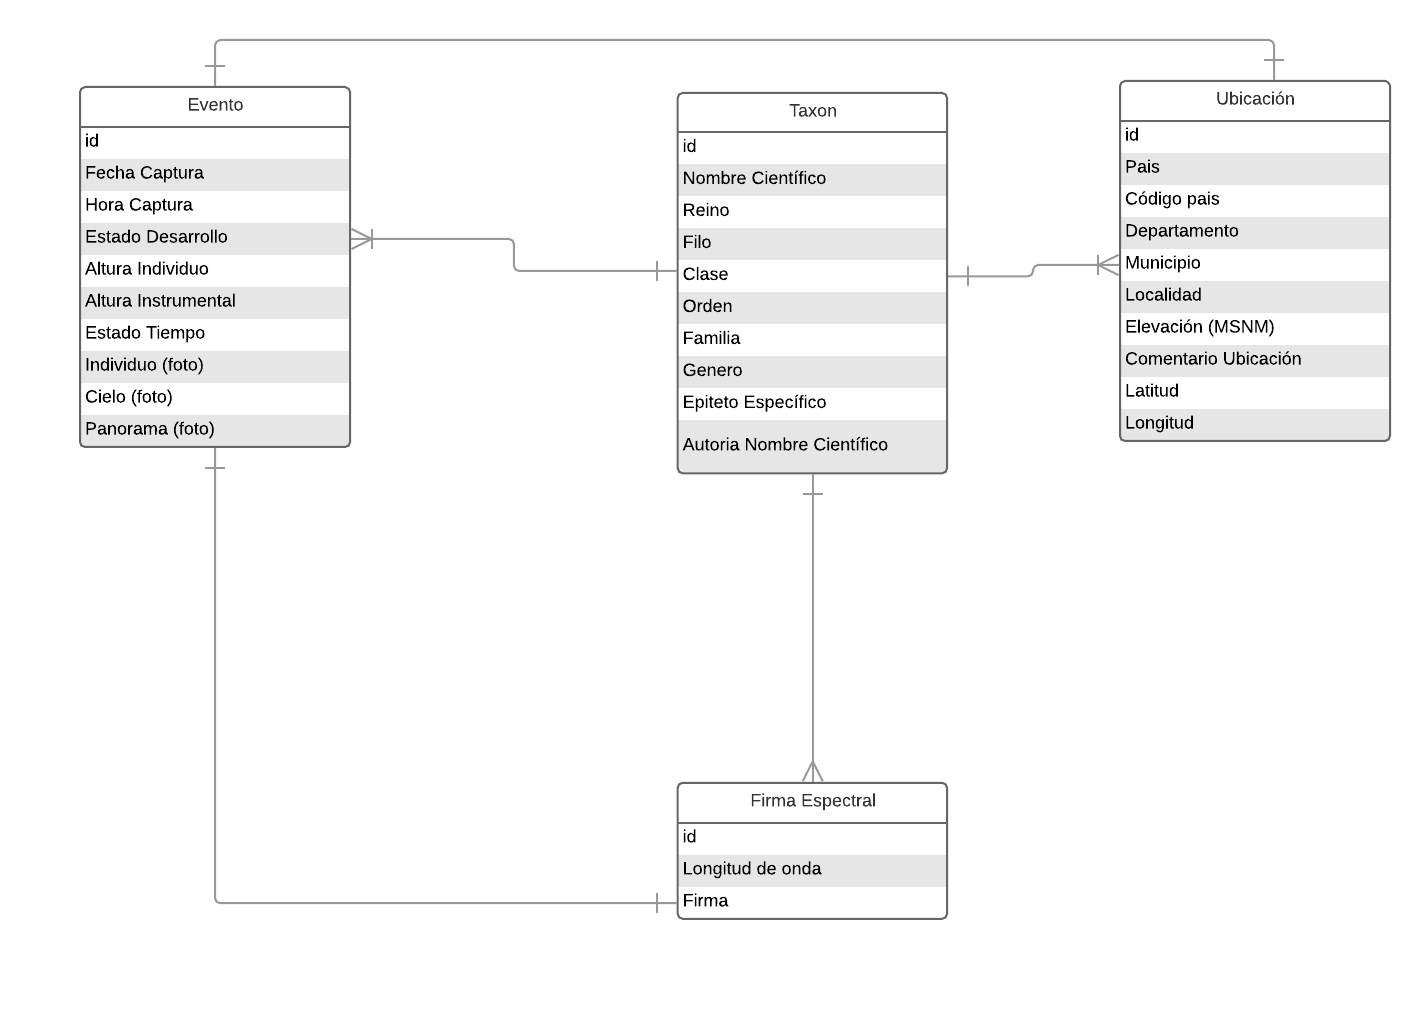 Evento
id
Fecha Captura
Hora Captura
Estado Desarrollo
Altura Individuo
Altura Instrumental
Estado Tiempo
Individuo (foto)
Cielo (foto)
Panorama (foto)
Taxon
id
Nombre Científico
Reino
Filo
Clase
Orden
Familia
Genero
Epiteto Específico
Autoria Nombre Científico
Ubicación
id
Pais
Código pais
Departamento
Municipio
Localidad
Elevación (MSNM)
Comentario Ubicación
Latitud
Longitud
Firma Espectral
id
Longitud de onda
Firma